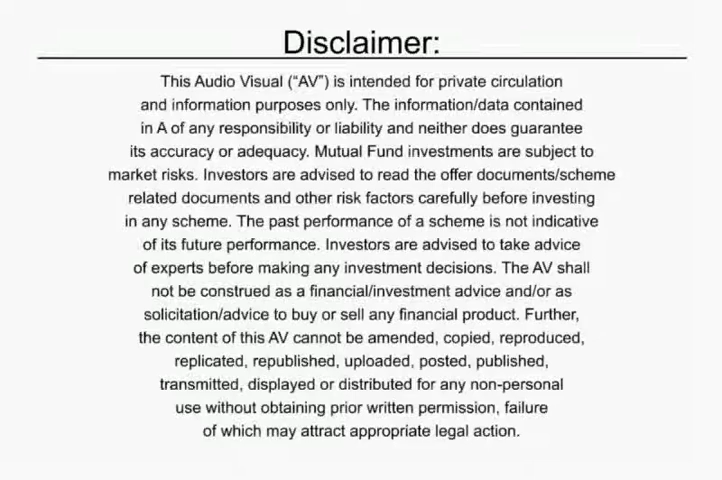 Disclaimer:
This Audio Visual (“AV”) is intended for private circulation
and information purposes only. The information/data contained
in A of any responsibility or liability and neither does guarantee
its accuracy or adequacy. Mutual Fund investments are subject to
market risks. Investors are advised to read the offer documents/scheme
related documents and other risk factors carefully before investing
in any scheme. The past performance of a scheme is not indicative
of its future performance. Investors are advised to take advice
of experts before making any investment decisions. The AV shall
not be construed as a financial/investment advice and/or as
solicitation/advice to buy or sell any financial product. Further,
the content of this AV cannot be amended, copied, reproduced,
replicated, republished, uploaded, posted, published,
transmitted, displayed or distributed for any non-personal
use without obtaining prior written permission, failure
of which may attract appropriate legal action.